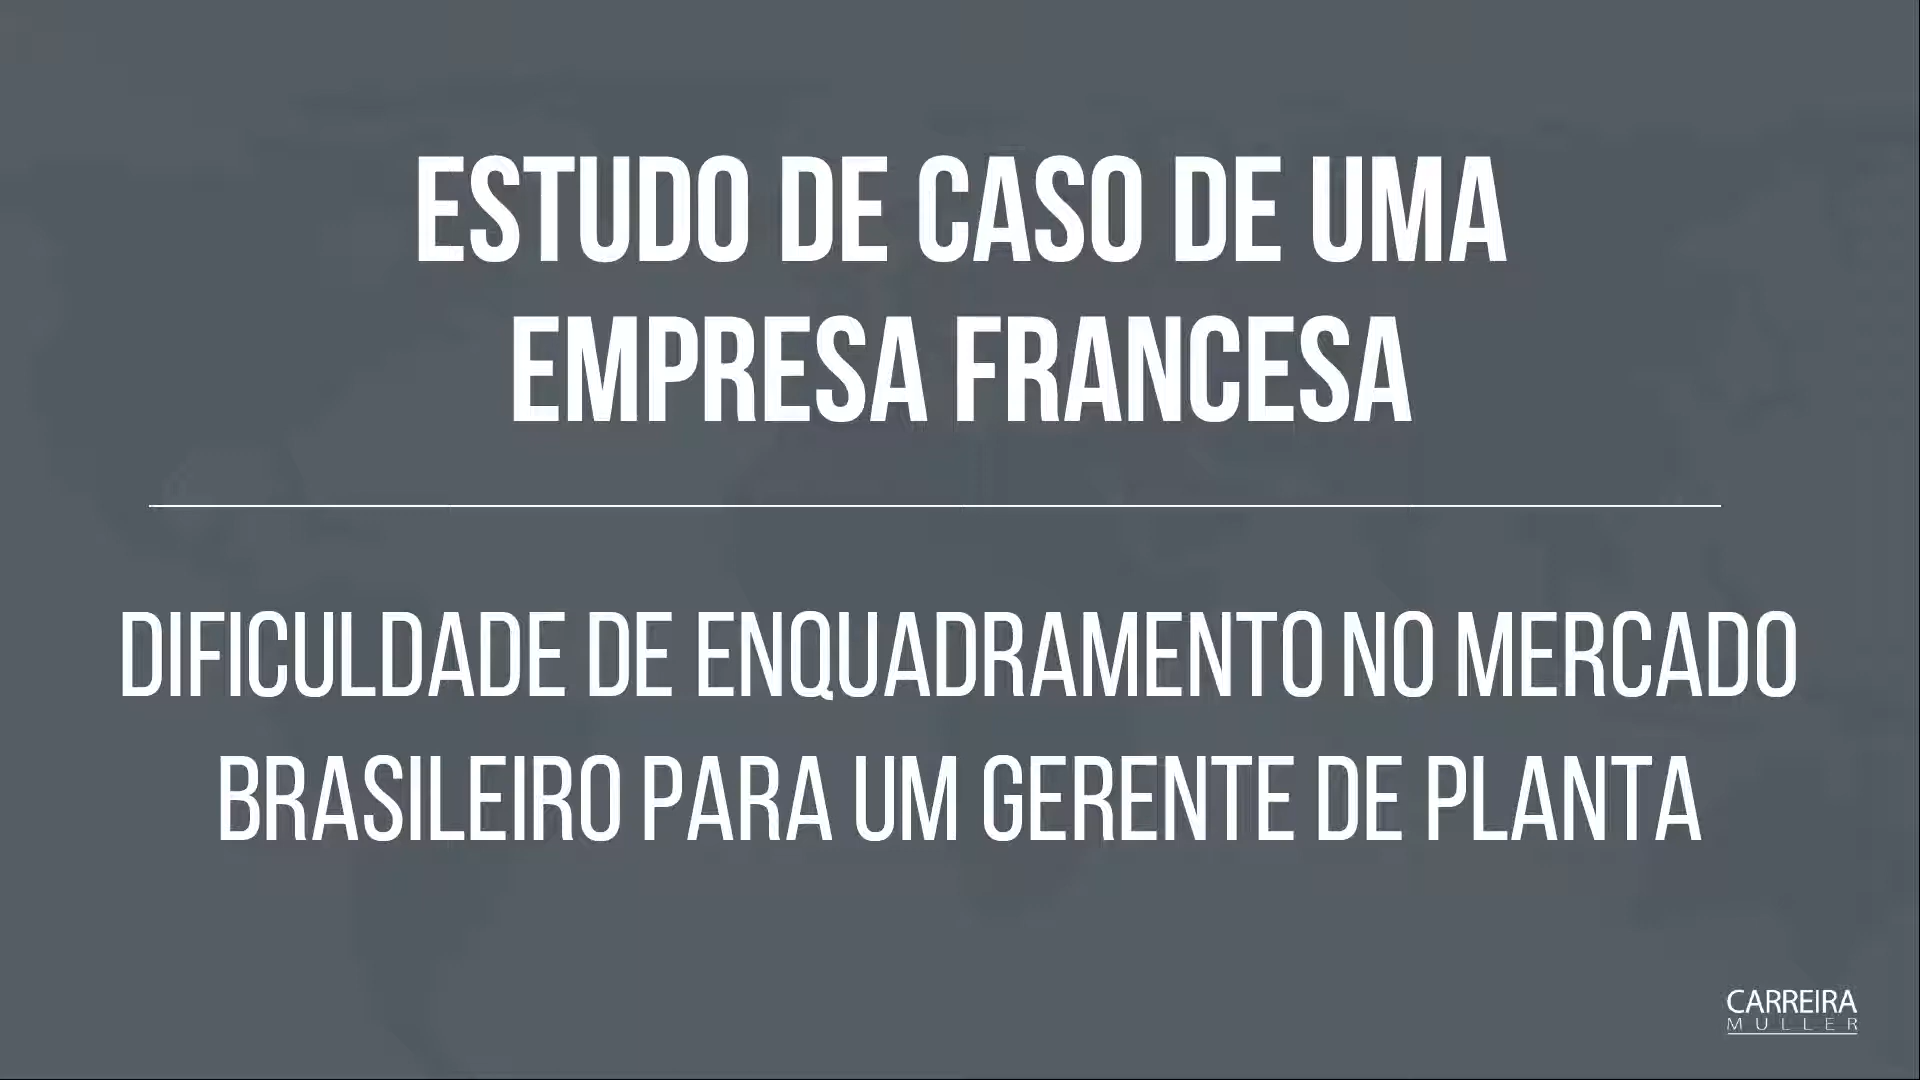 ESTUDO DE CASO DE UMA
EMPRESA FRANCESA
DIFICULDADE DE ENQUADRAMENTO NO MERCADO
BRASILEIRO PARA UM GERENTE DE PLANTA
CARREIRA
MULLER